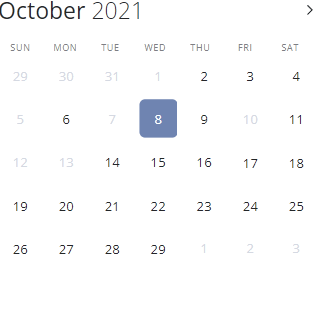 October 2021 >
SUN MON TUE WED THU FRI SAT
29 30 31 1 2 3 4
5 6 7 8 9 10 11
12 13 14 15 16 17 18
19 20 21 22 23 24 25
26 27 28 29 1 2 3